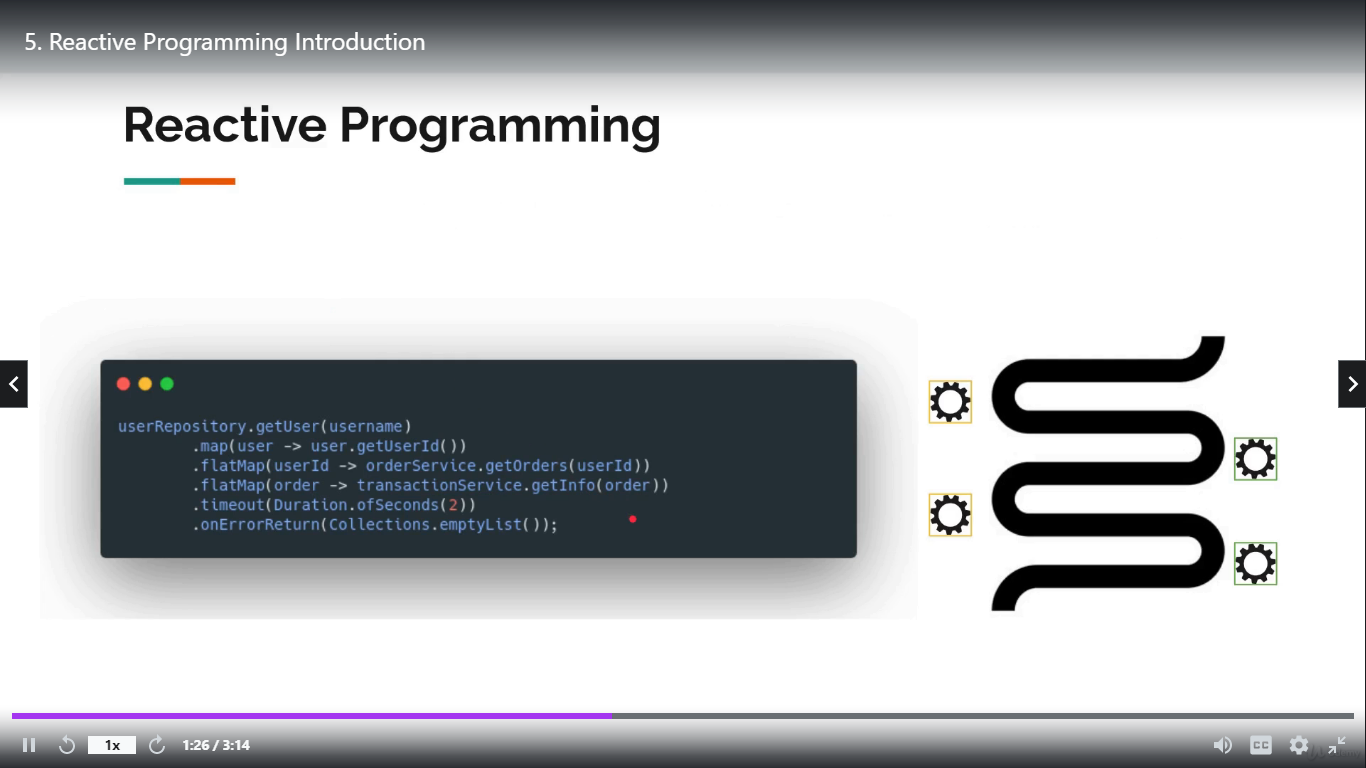 5. Reactive Programming Introduction
Reactive Programming
userRepository.getUser(username)
.map(user -> user.getUserId())
.flatMap(userId -> orderService.getOrders(userId))
.flatMap(order -> transactionService.getInfo(order))
.timeout(Duration.ofSeconds(2))
.onErrorReturn(Collections.emptyList());
1x
1:26 / 3:14
CC